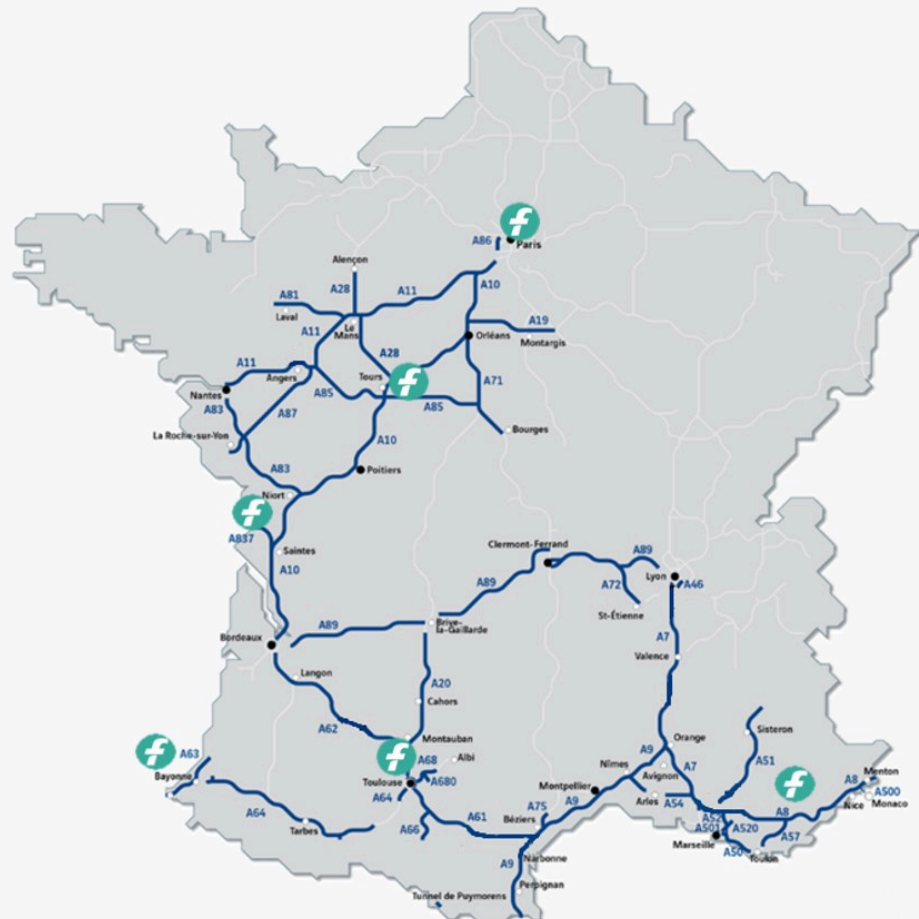 A86
Paris
Alençon
A81
A28
A11
A10
Laval
A11
Le
Mans
Orléans
A19
Montargis
A28
A11
Angers
Tours
A71
Nantes
A85
A85
A83
A87
La Roche-sur-Yon
Bourges
A10
A83
Poitiers
Niort
A837
Saintes
Clermont-Ferrand
A89
A10
A89
A72
Lyon
A46
St-Étienne
A89
Brive-
la-Gaillarde
Bordeaux
A7
Valence
Langon
A20
Cahors
A62
Montauban
Sisteron
Orange
A63
A68
Albi
A9
A51
Bayonne
Toulouse
A680
Nîmes
Avignon
A7
Menton
A8
A64
Montpellier
A500
A64
A75
A9
Arles
A54
Nice
Monaco
Tarbes
A66
A61
Béziers
A52
A8
A501
A520
A57
Marseille
A50
Toulon
A9
Narbonne
Perpignan
Tunnel de Puymorens